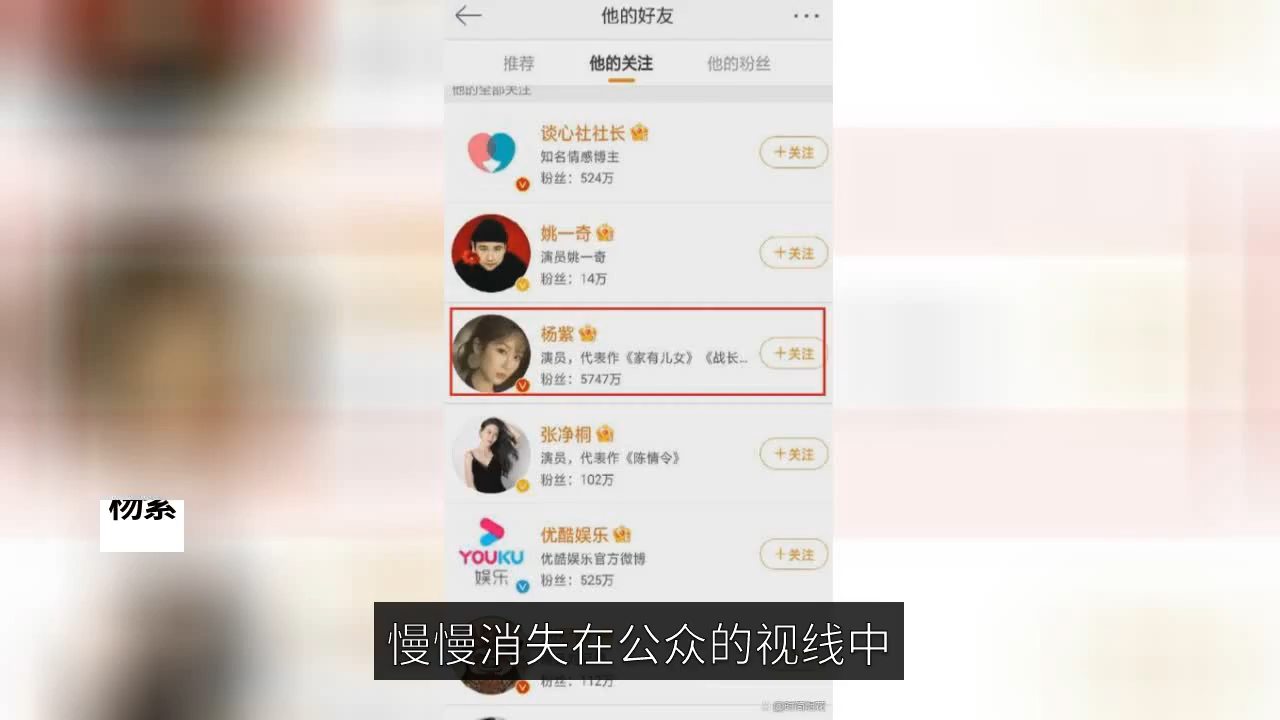 他的好友
推荐
他的关注
他的粉丝
他的全部关注
谈心社社长
知名情感博主
粉丝：524万
+关注
姚一奇
演员姚一奇
粉丝：14万
+关注
杨紫
演员，代表作《家有儿女》《战长...
粉丝：5747万
+关注
张净桐
演员，代表作《陈情令》
粉丝：102万
+关注
YOUKU
娱乐
优酷娱乐
优酷娱乐官方微博
粉丝：525万
+关注
杨紫
慢慢消失在公众的视线中
粉丝：112万